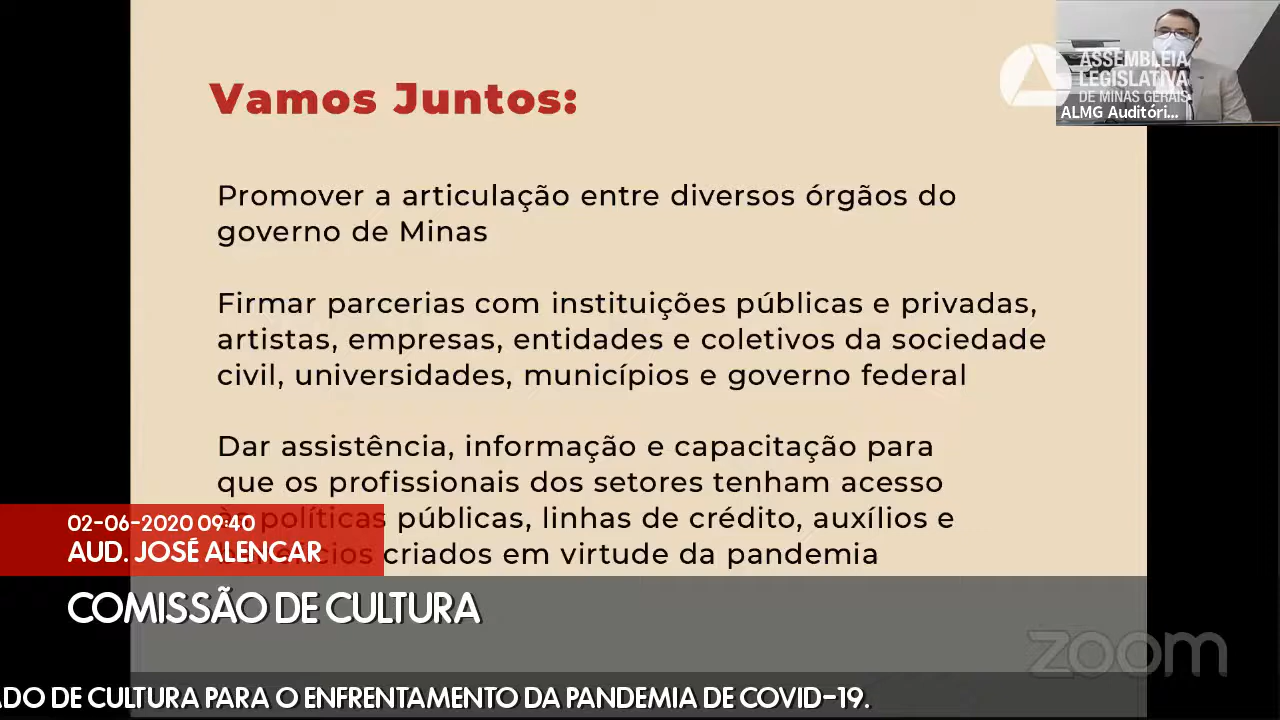 Vamos Juntos:
ASSEMBLEIA
LEGISLATIVA
DE MINAS GERAIS
ALMG Auditóri...
Promover a articulação entre diversos órgãos do
governo de Minas
Firmar parcerias com instituições públicas e privadas,
artistas, empresas, entidades e coletivos da sociedade
civil, universidades, municípios e governo federal
Dar assistência, informação e capacitação para
que os profissionais dos setores tenham acesso
às políticas públicas, linhas de crédito, auxílios e
benefícios criados em virtude da pandemia
02-06-2020 09:40
AUD. JOSÉ ALENCAR
COMISSÃO DE CULTURA
zoom
ADO DE CULTURA PARA O ENFRENTAMENTO DA PANDEMIA DE COVID-19.